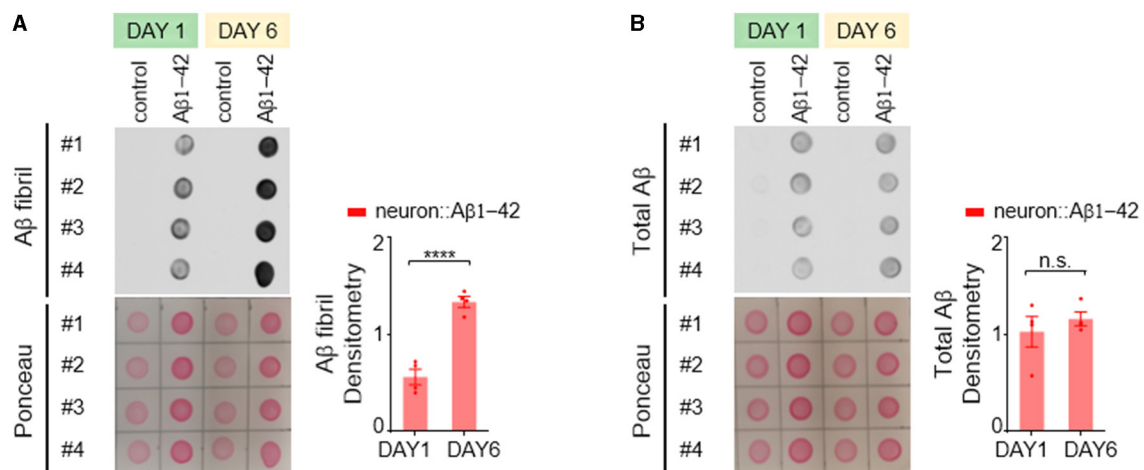 A
DAY 1 DAY 6
control Aβ1−42 control Aβ1−42
Aβ fibril
#1
#2
#3
#4
Ponceau
#1
#2
#3
#4
neuron::Aβ1−42
Aβ fibril
Densitometry
2
1
0
****
DAY1 DAY6
B
DAY 1 DAY 6
control Aβ1−42 control Aβ1−42
Total Aβ
#1
#2
#3
#4
Ponceau
#1
#2
#3
#4
neuron::Aβ1−42
Total Aβ
Densitometry
2
1
0
n.s.
DAY1 DAY6